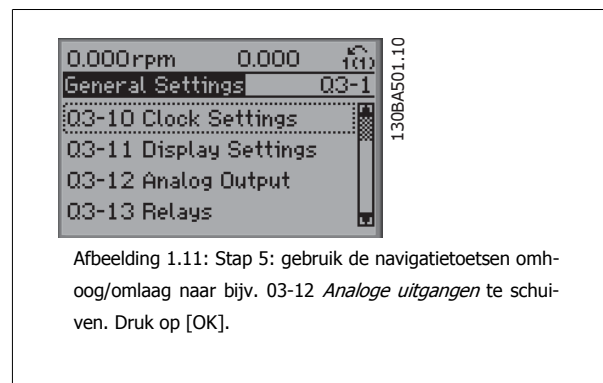 0.000rpm 0.000 1(1)
General Settings Q3-1
Q3-10 Clock Settings
Q3-11 Display Settings
Q3-12 Analog Output
Q3-13 Relays
130BA501.10
Afbeelding 1.11: Stap 5: gebruik de navigatietoetsen omh-
oog/omlaag naar bijv. 03-12 Analoge uitgangen te schui-
ven. Druk op [OK].